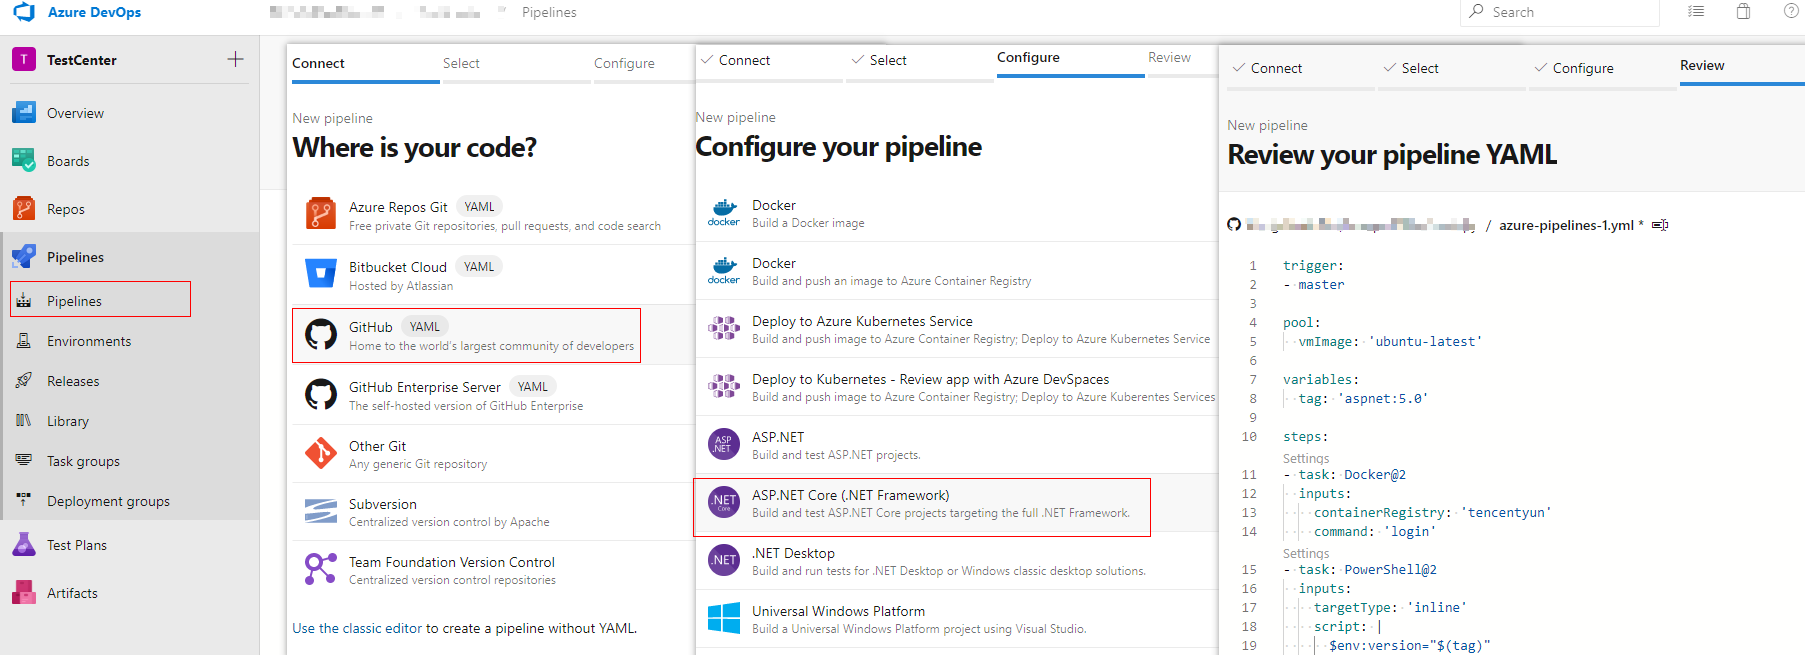 Azure DevOps
Pipelines
Search
T
TestCenter
Overview
Boards
Repos
Pipelines
Pipelines
Environments
Releases
Library
Task groups
Deployment groups
Test Plans
Artifacts
Connect
Select
Configure
New pipeline
Where is your code?
Azure Repos Git YAML
Free private Git repositories, pull requests, and code search
Bitbucket Cloud YAML
Hosted by Atlassian
GitHub YAML
Home to the world's largest community of developers
GitHub Enterprise Server YAML
The self-hosted version of GitHub Enterprise
Other Git
Any generic Git repository
Subversion
Centralized version control by Apache
Team Foundation Version Control
Centralized version control repositories
Use the classic editor to create a pipeline without YAML.
Connect
Select
Configure
Review
New pipeline
Configure your pipeline
docker
Docker
Build a Docker image
docker
Docker
Build and push an image to Azure Container Registry
Deploy to Azure Kubernetes Service
Build and push image to Azure Container Registry; Deploy to Azure Kubernetes Service
Deploy to Kubernetes - Review app with Azure DevSpaces
Build and push image to Azure Container Registry; Deploy to Azure Kuberentes Services
ASP .NET
ASP.NET
Build and test ASP.NET projects.
.NET Core
ASP.NET Core (.NET Framework)
Build and test ASP.NET Core projects targeting the full .NET Framework.
.NET
.NET Desktop
Build and run tests for .NET Desktop or Windows classic desktop solutions.
Universal Windows Platform
Build a Universal Windows Platform project using Visual Studio.
Connect
Select
Configure
Review
New pipeline
Review your pipeline YAML
/ azure-pipelines-1.yml *
1 trigger:
2 - master
3
4 pool:
5 vmImage: 'ubuntu-latest'
6
7 variables:
8 tag: 'aspnet:5.0'
9
10 steps:
Settings
11 - task: Docker@2
12 inputs:
13 containerRegistry: 'tencentyun'
14 command: 'login'
Settings
15 - task: PowerShell@2
16 inputs:
17 targetType: 'inline'
18 script: |
19 $env:version="$(tag)"